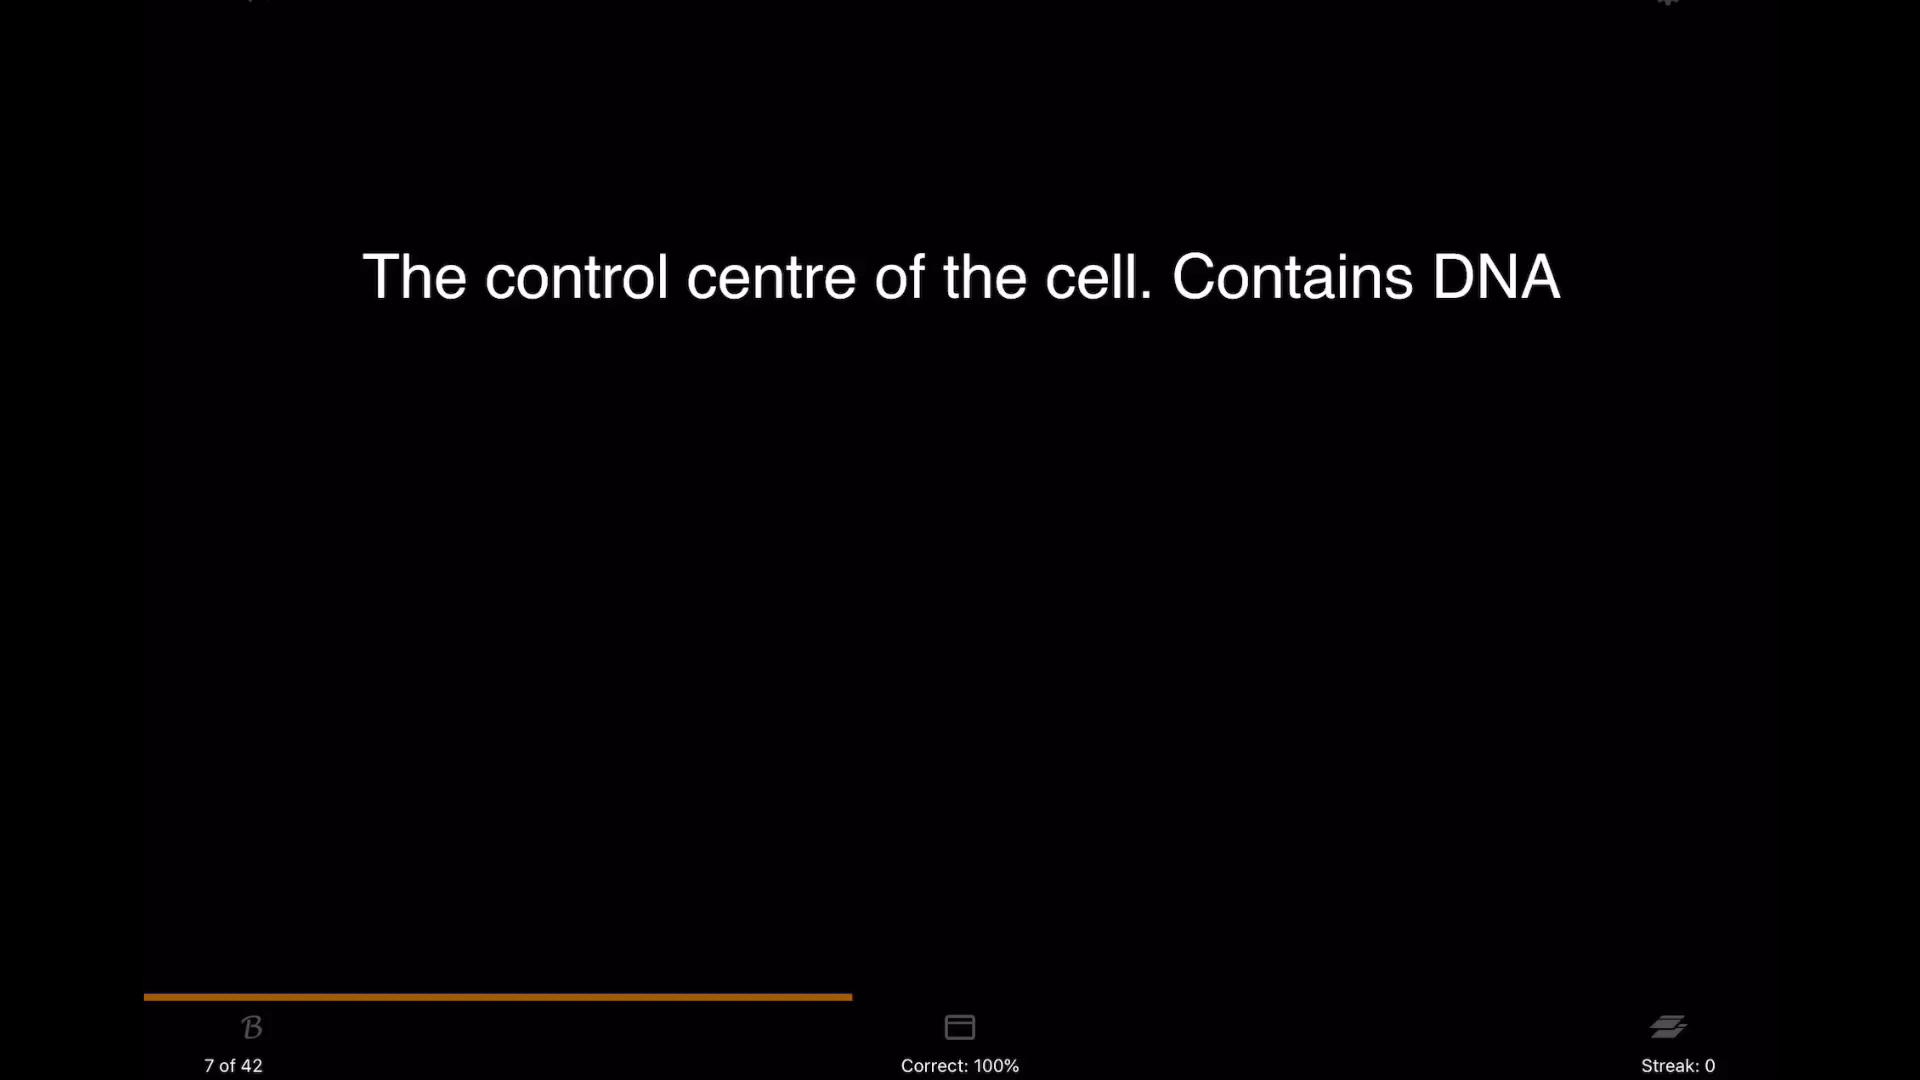 The control centre of the cell. Contains DNA
B
7 of 42
Correct: 100%
Streak: 0